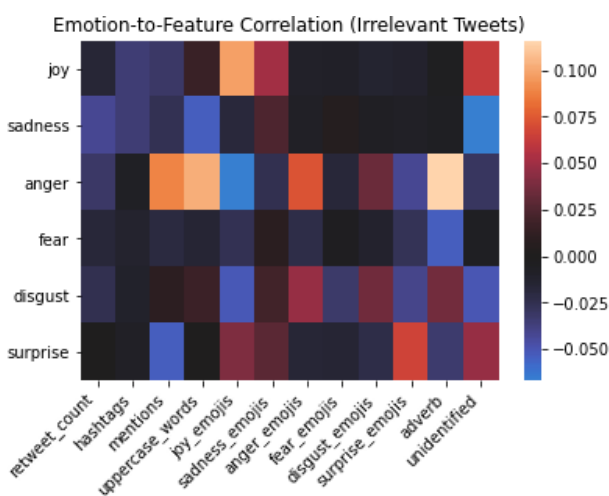 Emotion-to-Feature Correlation (Irrelevant Tweets)
joy
sadness
anger
fear
disgust
surprise
retweet_count
hashtags
mentions
uppercase_words
joy_emojis
sadness_emojis
anger_emojis
fear_emojis
disgust_emojis
surprise_emojis
adverb
unidentified
0.100
0.075
0.050
0.025
0.000
−0.025
−0.050